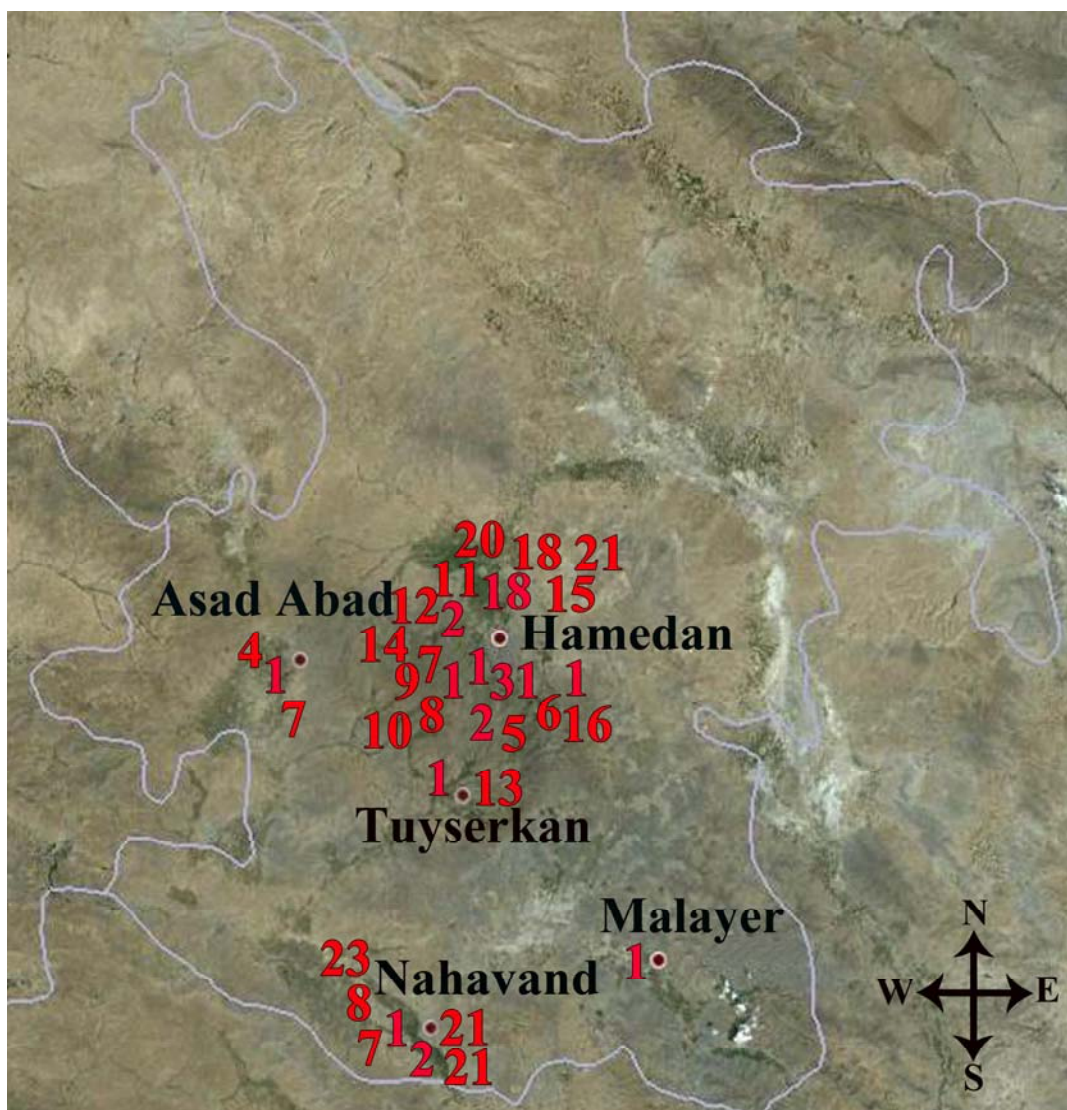 20 18 21
11 18 15
Asad Abad 12 2
Hamedan
4 14 7 1
1 9 1 3 1 1
7 10 8 2 5 6 16
1 13
Tuyserkan
Malayer
1
23
Nahavand
8
7 1 21
2 21
N
W E
S